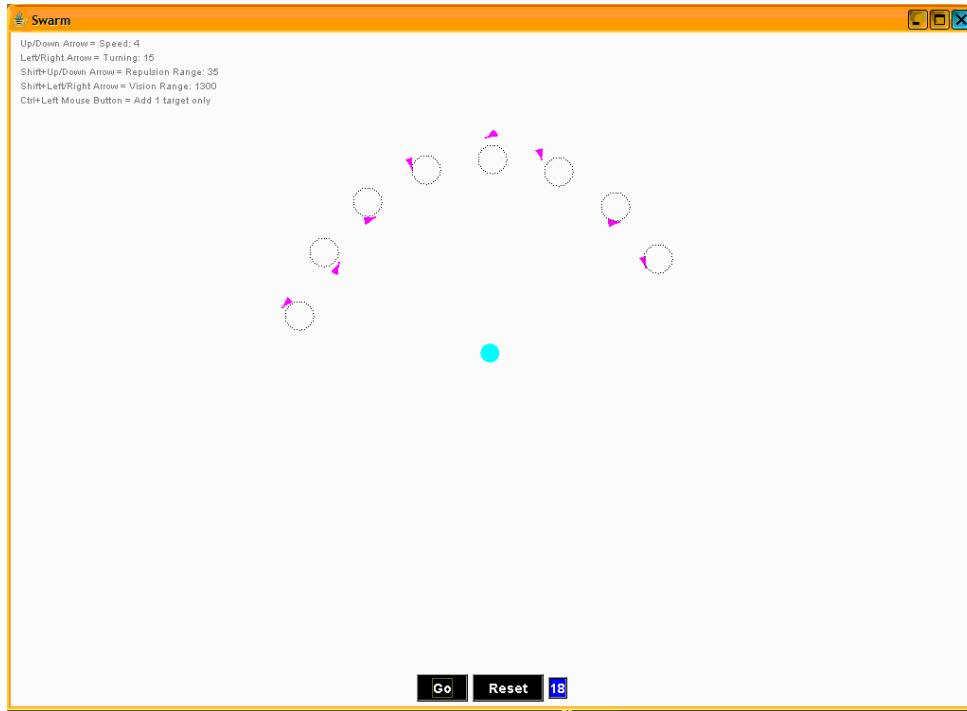 Swarm
Up/Down Arrow = Speed: 4
Left/Right Arrow = Turning: 15
Shift+Up/Down Arrow = Repulsion Range: 35
Shift+Left/Right Arrow = Vision Range: 1300
Ctrl+Left Mouse Button = Add 1 target only
Go Reset 18